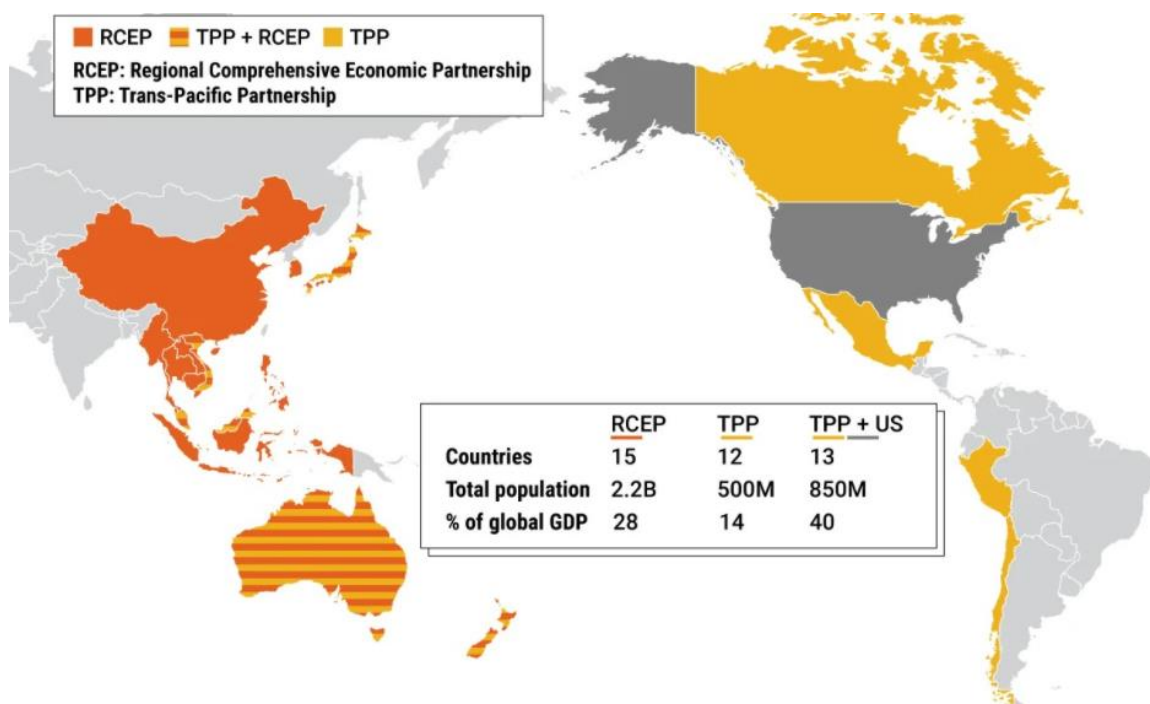 RCEP TPP + RCEP TPP
RCEP: Regional Comprehensive Economic Partnership
TPP: Trans-Pacific Partnership
RCEP TPP TPP + US
Countries 15 12 13
Total population 2.2B 500M 850M
% of global GDP 28 14 40